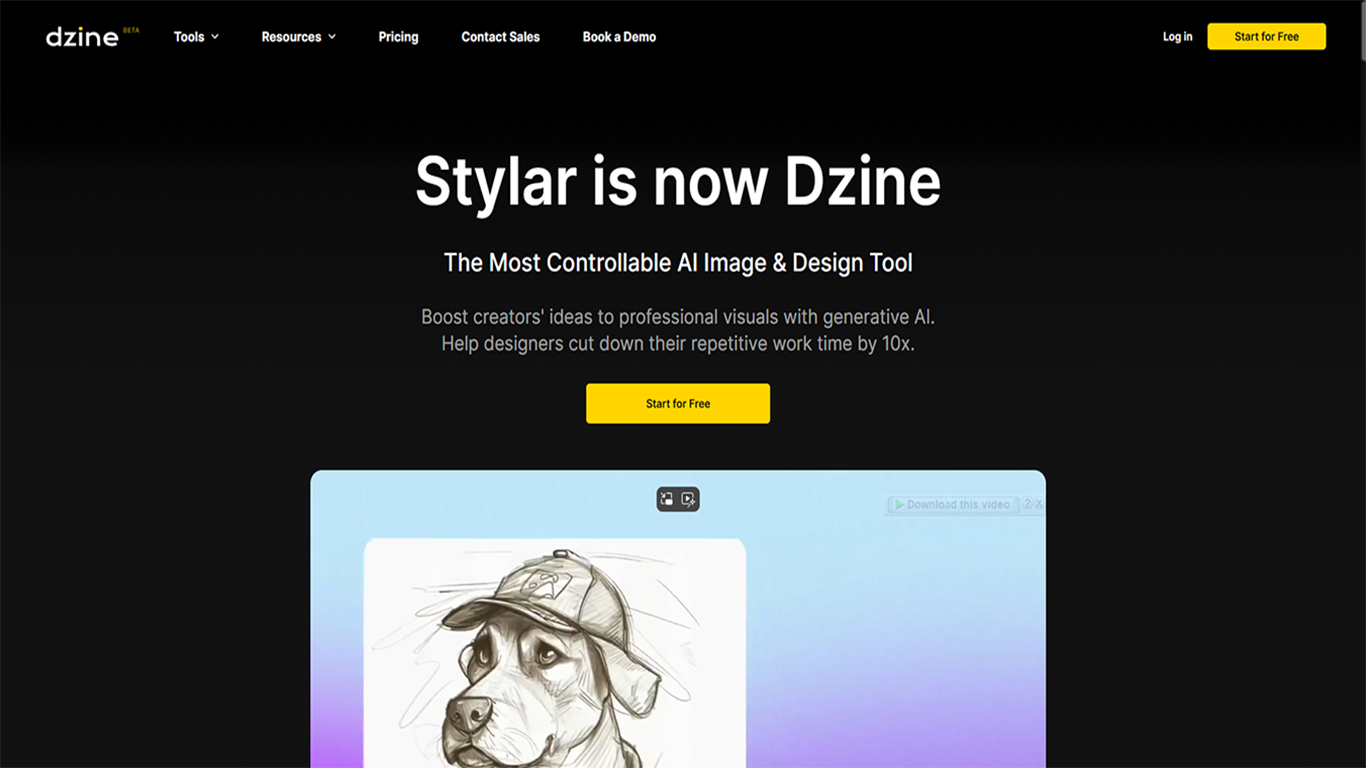 dzine BETA
Tools
Resources
Pricing
Contact Sales
Book a Demo
Log in
Start for Free
Stylar is now Dzine
The Most Controllable AI Image & Design Tool
Boost creators' ideas to professional visuals with generative AI.
Help designers cut down their repetitive work time by 10x.
Start for Free
Download this video ? X